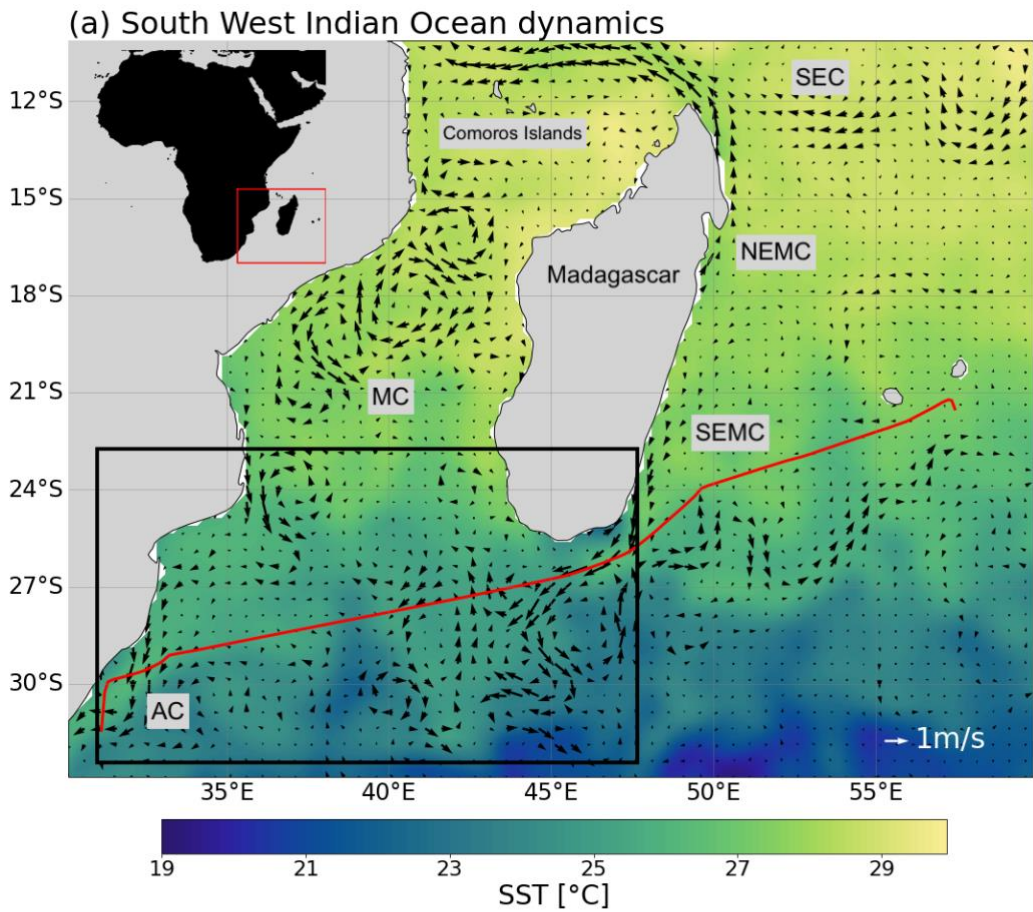 (a) South West Indian Ocean dynamics
12°S
15°S
18°S
21°S
24°S
27°S
30°S
SEC
Comoros Islands
NEMC
Madagascar
MC
SEMC
AC
1m/s
35°E
40°E
45°E
50°E
55°E
19
21
23
25
27
29
SST [°C]